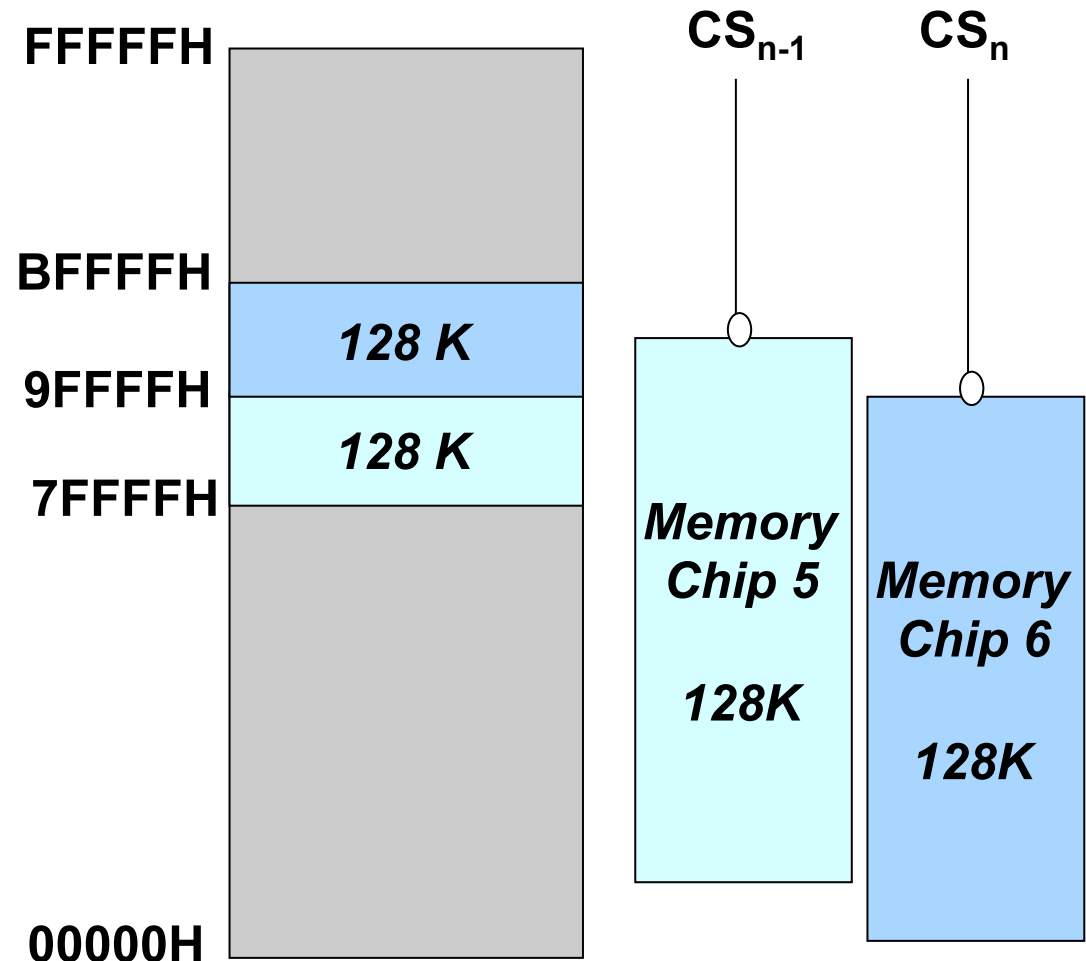 FFFFFH
BFFFFH
9FFFFH
7FFFFH
00000H
128 K
128 K
CSn-1
CSn
Memory
Chip 5
128K
Memory
Chip 6
128K